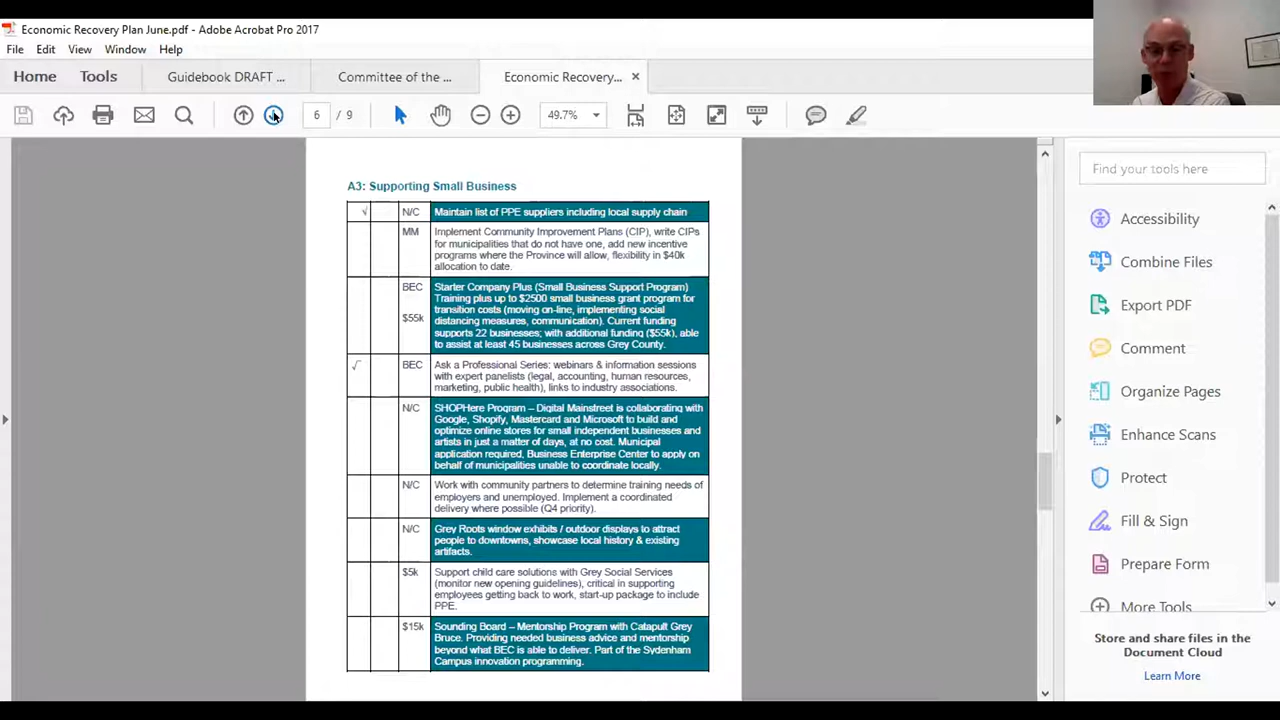 Economic Recovery Plan June.pdf - Adobe Acrobat Pro 2017
File Edit View Window Help
Home Tools Guidebook DRAFT ... Committee of the ... Economic Recovery... ×
6 / 9 49.7%
A3: Supporting Small Business
√ N/C Maintain list of PPE suppliers including local supply chain
MM Implement Community Improvement Plans (CIP), write CIPs
for municipalities that do not have one, add new incentive
programs where the Province will allow, flexibility in $40k
allocation to date.
BEC Starter Company Plus (Small Business Support Program)
Training plus up to $2500 small business grant program for
$55k transition costs (moving on-line, implementing social
distancing measures, communication). Current funding
supports 22 businesses; with additional funding ($55k), able
to assist at least 45 businesses across Grey County.
√ BEC Ask a Professional Series: webinars & information sessions
with expert panelists (legal, accounting, human resources,
marketing, public health), links to industry associations.
N/C SHOPHere Program – Digital Mainstreet is collaborating with
Google, Shopify, Mastercard and Microsoft to build and
optimize online stores for small independent businesses and
artists in just a matter of days, at no cost. Municipal
application required, Business Enterprise Center to apply on
behalf of municipalities unable to coordinate locally.
N/C Work with community partners to determine training needs of
employers and unemployed. Implement a coordinated
delivery where possible (Q4 priority).
N/C Grey Roots window exhibits / outdoor displays to attract
people to downtowns, showcase local history & existing
artifacts.
$5k Support child care solutions with Grey Social Services
(monitor new opening guidelines), critical in supporting
employees getting back to work, start-up package to include
PPE.
$15k Sounding Board – Mentorship Program with Catapult Grey
Bruce. Providing needed business advice and mentorship
beyond what BEC is able to deliver. Part of the Sydenham
Campus innovation programming.
Find your tools here
Accessibility
Combine Files
Export PDF
Comment
Organize Pages
Enhance Scans
Protect
Fill & Sign
Prepare Form
More Tools
Store and share files in the
Document Cloud
Learn More